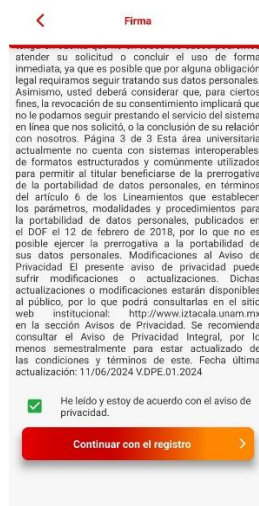 Firma
atender su solicitud o concluir el uso de forma
inmediata, ya que es posible que por alguna obligación
legal requiramos seguir tratando sus datos personales.
Asimismo, usted deberá considerar que, para ciertos
fines, la revocación de su consentimiento implicará que
no le podamos seguir prestando el servicio del sistema
en línea que nos solicitó, o la conclusión de su relación
con nosotros. Página 3 de 3 Esta área universitaria
actualmente no cuenta con sistemas interoperables
de formatos estructurados y comúnmente utilizados
para permitir al titular beneficiarse de la prerrogativa
de la portabilidad de datos personales, en términos
del artículo 6 de los Lineamientos que establecen
los parámetros, modalidades y procedimientos para
la portabilidad de datos personales, publicados en
el DOF el 12 de febrero de 2018, por lo que no es
posible ejercer la prerrogativa a la portabilidad de
sus datos personales. Modificaciones al Aviso de
Privacidad El presente aviso de privacidad puede
sufrir modificaciones o actualizaciones. Dichas
actualizaciones o modificaciones estarán disponibles
al público, por lo que podrá consultarlas en el sitio
web institucional: http://www.iztacala.unam.mx
en la sección Avisos de Privacidad. Se recomienda
consultar el Aviso de Privacidad Integral, por lo
menos semestralmente para estar actualizado de
las condiciones y términos de este. Fecha última
actualización: 11/06/2024 V.DPE.01.2024
He leído y estoy de acuerdo con el aviso de
privacidad.
Continuar con el registro